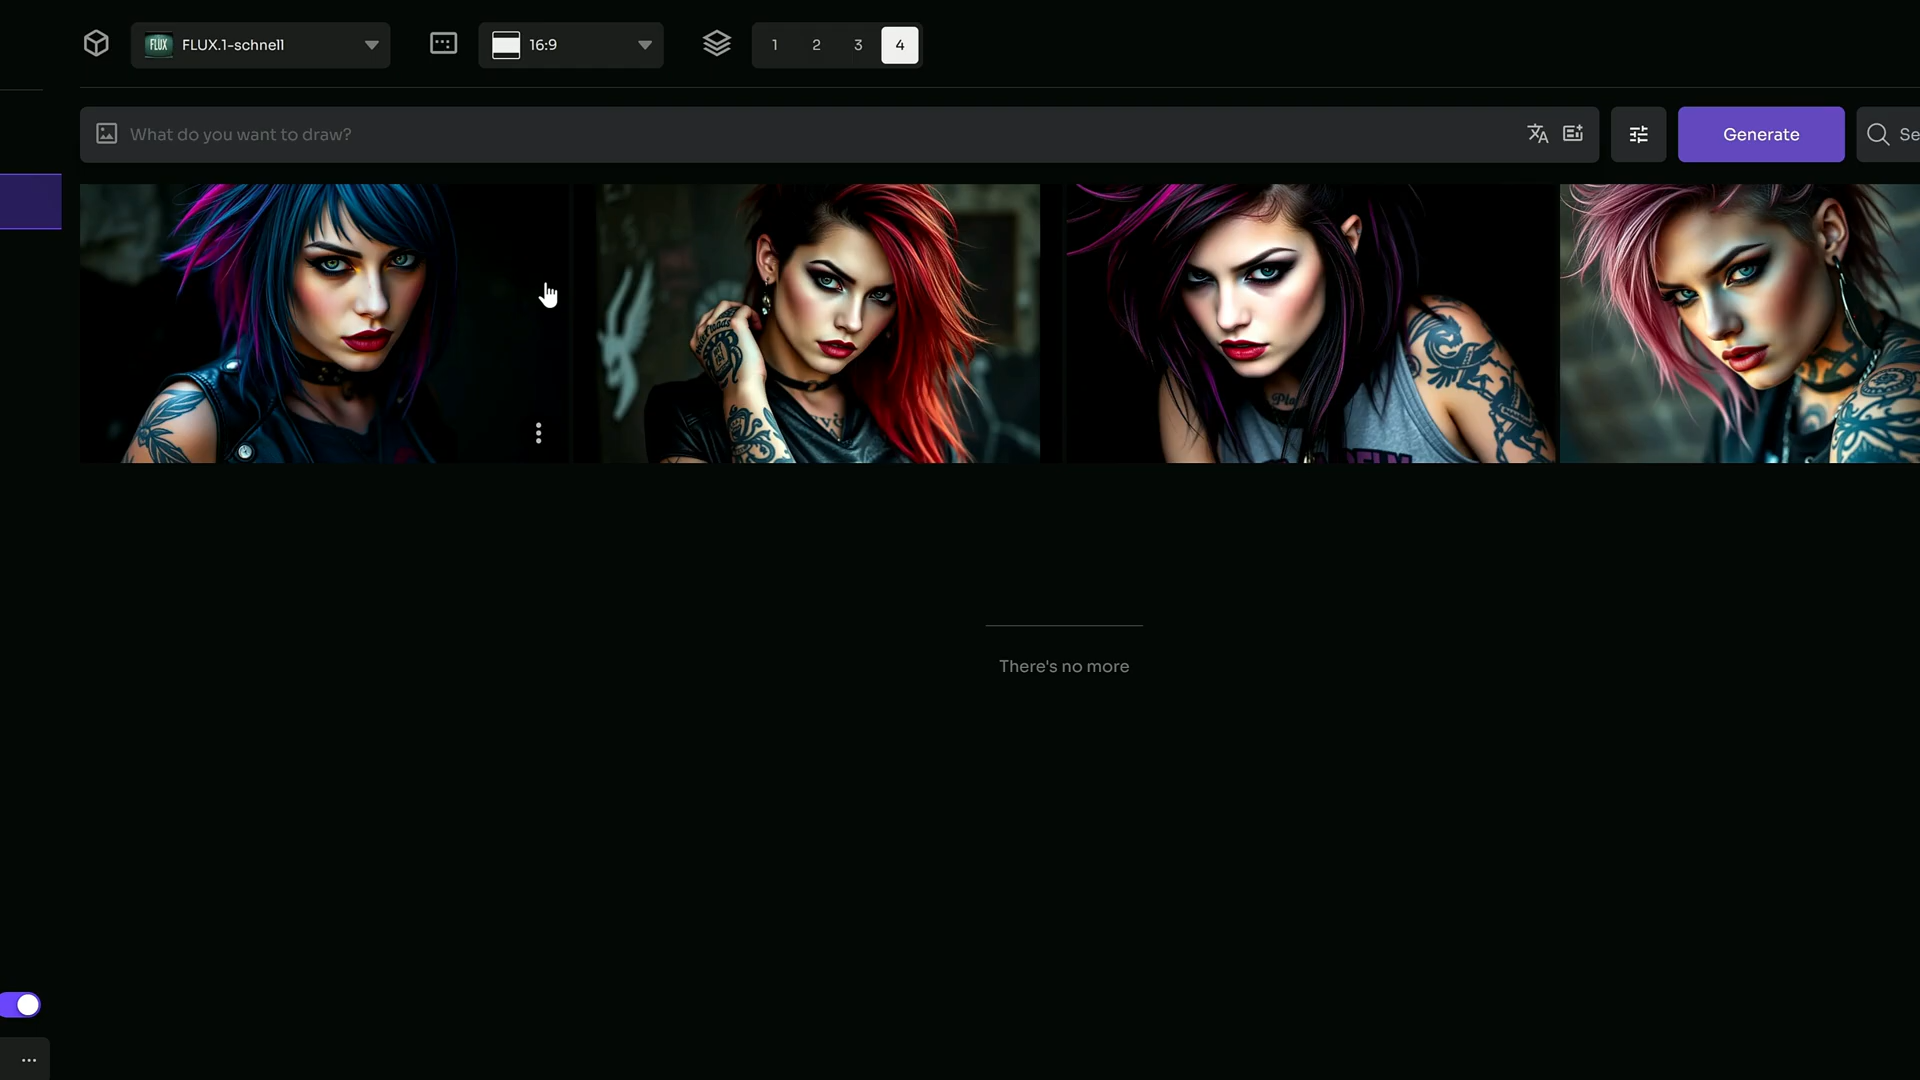 FLUX FLUX.1-schnell 16:9 1 2 3 4
What do you want to draw? Generate Se
There's no more